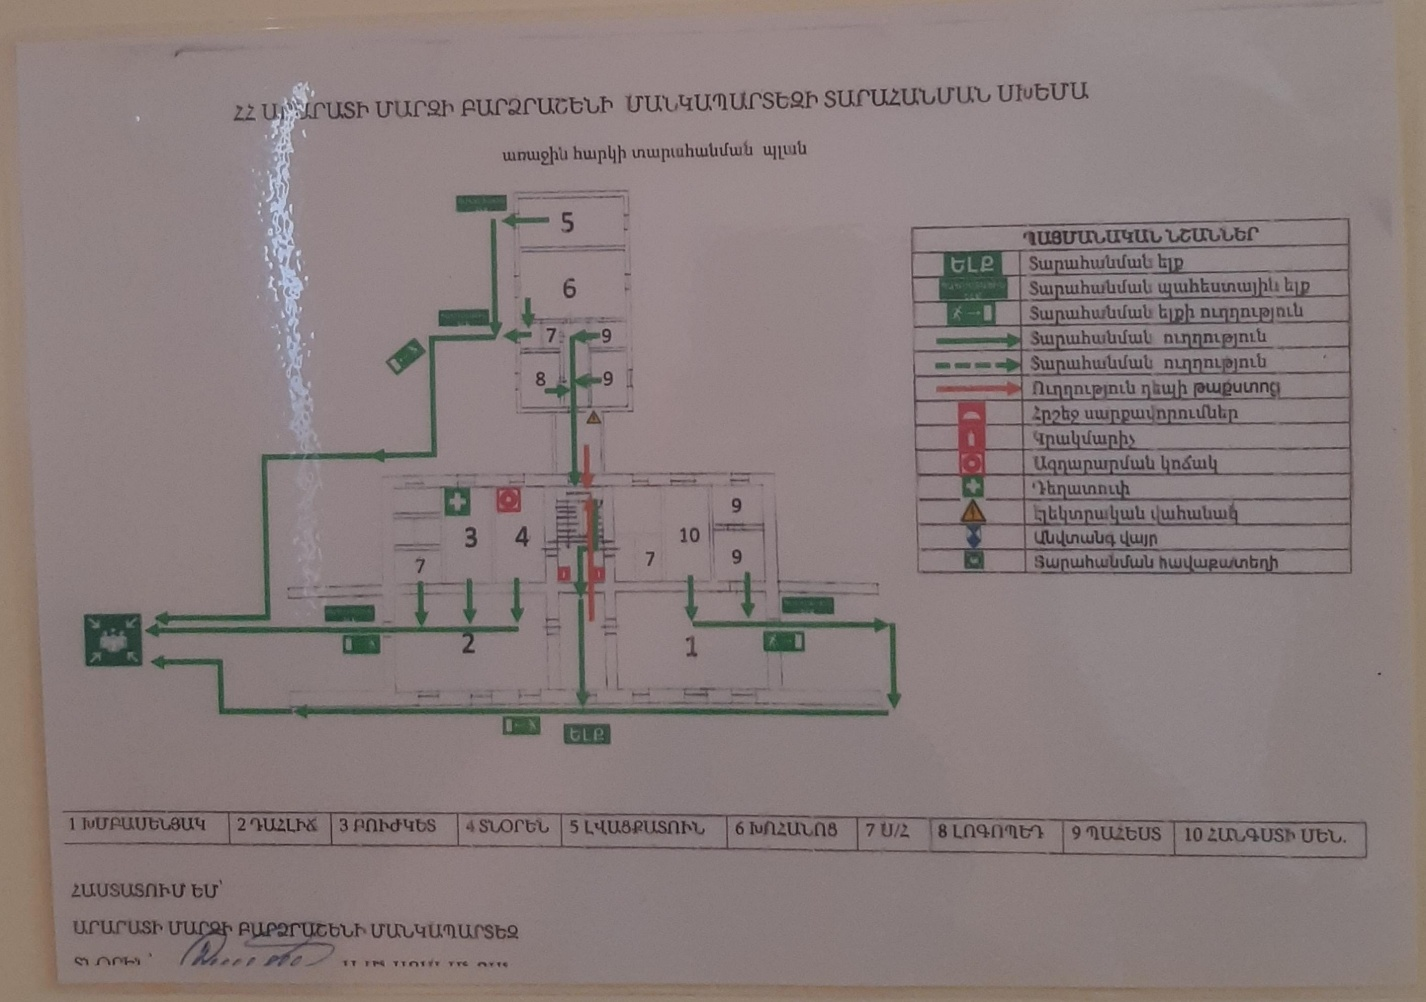 ՀՀ ԱՐԱՐԱՏԻ ՄԱՐԶԻ ԲԱՐՁՐԱՇԵՆԻ ՄԱՆԿԱՊԱՐՏԵԶԻ ՏԱՐԱՀԱՆՄԱՆ ՍԽԵՄԱ
առաջին հարկի տարահանման պլան
5
6
7 9
8 9
3 4 10 9
7 7 9
2 1
ԵԼՔ
ՊԱՅՄԱՆԱԿԱՆ ՆՇԱՆՆԵՐ
ԵԼՔ Տարահանման ելք
Տարահանման պահեստային ելք
Տարահանման ելքի ուղղություն
Տարահանման ուղղություն
Տարահանման ուղղություն
Ուղղություն դեպի թաքստոց
Հրշեջ սարքավորումներ
Կրակմարիչ
Ազդարարման կոճակ
Դեղատուփ
Էլեկտրական վահանակ
Անվտանգ վայր
Տարահանման հավաքատեղի
1 ԽՄԲԱՍԵՆՅԱԿ 2 ԴԱՀԼԻՃ 3 ԲՈՒԺԿԵՏ 4 ՏՆՕՐԵՆ 5 ԼՎԱՑՔԱՏՈՒՆ 6 ԽՈՀԱՆՈՑ 7 Ս/Հ 8 ԼՈԳՈՊԵԴ 9 ՊԱՀԵՍՏ 10 ՀԱՆԳՍՏԻ ՍԵՆ.
ՀԱՍՏԱՏՈՒՄ ԵՄ՝
ԱՐԱՐԱՏԻ ՄԱՐԶԻ ԲԱՐՁՐԱՇԵՆԻ ՄԱՆԿԱՊԱՐՏԵԶ